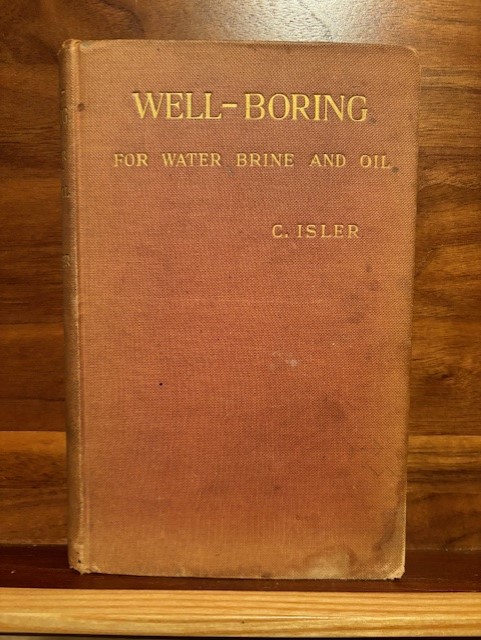 WELL-BORING
FOR WATER BRINE AND OIL
C. ISLER